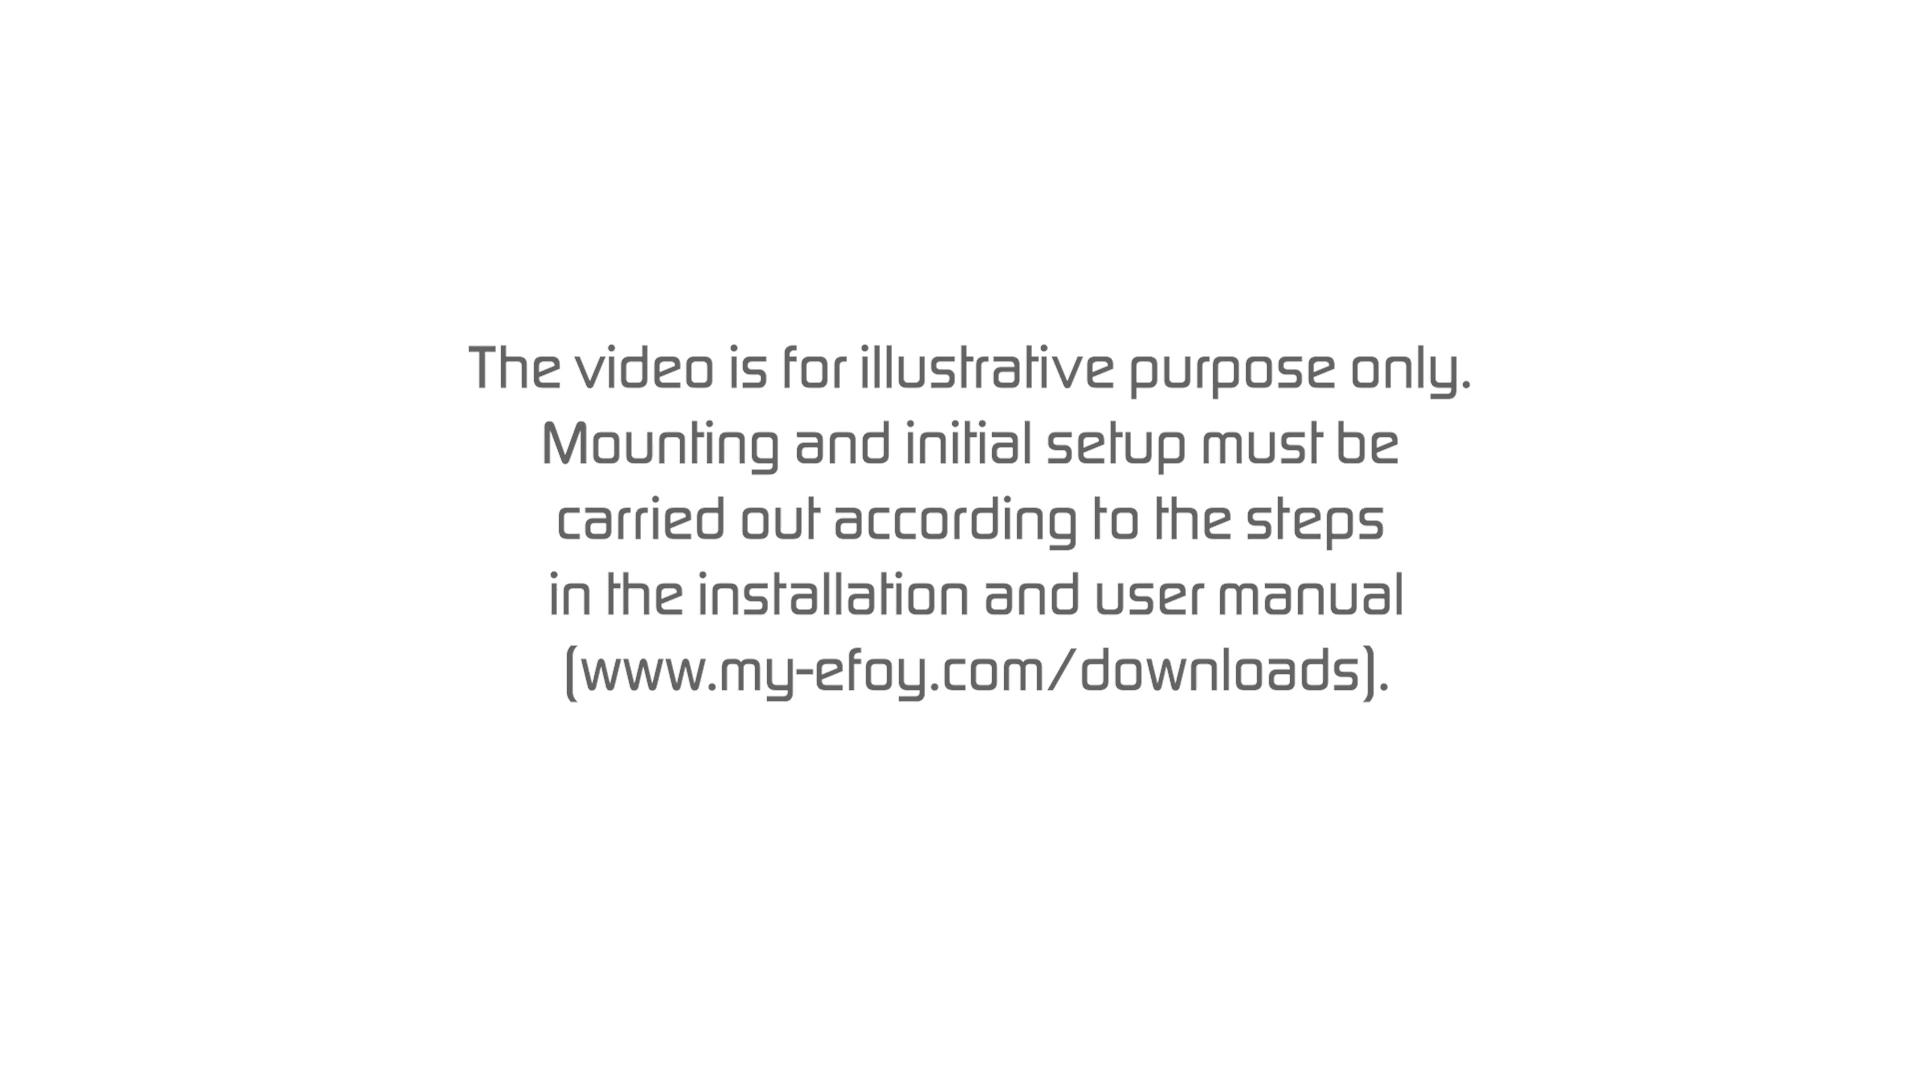 The video is for illustrative purpose only.
Mounting and initial setup must be
carried out according to the steps
in the installation and user manual
(www.my-efoy.com/downloads).